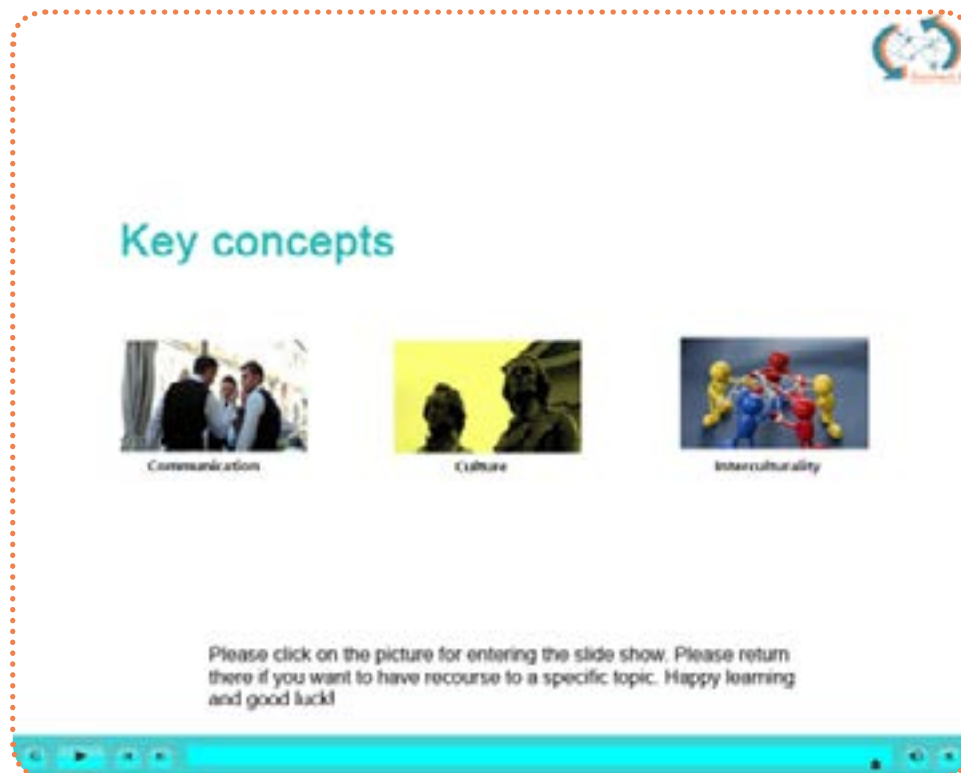 Key concepts
Communication
Culture
Interculturality
Please click on the picture for entering the slide show. Please return
there if you want to have recourse to a specific topic. Happy learning
and good luck!